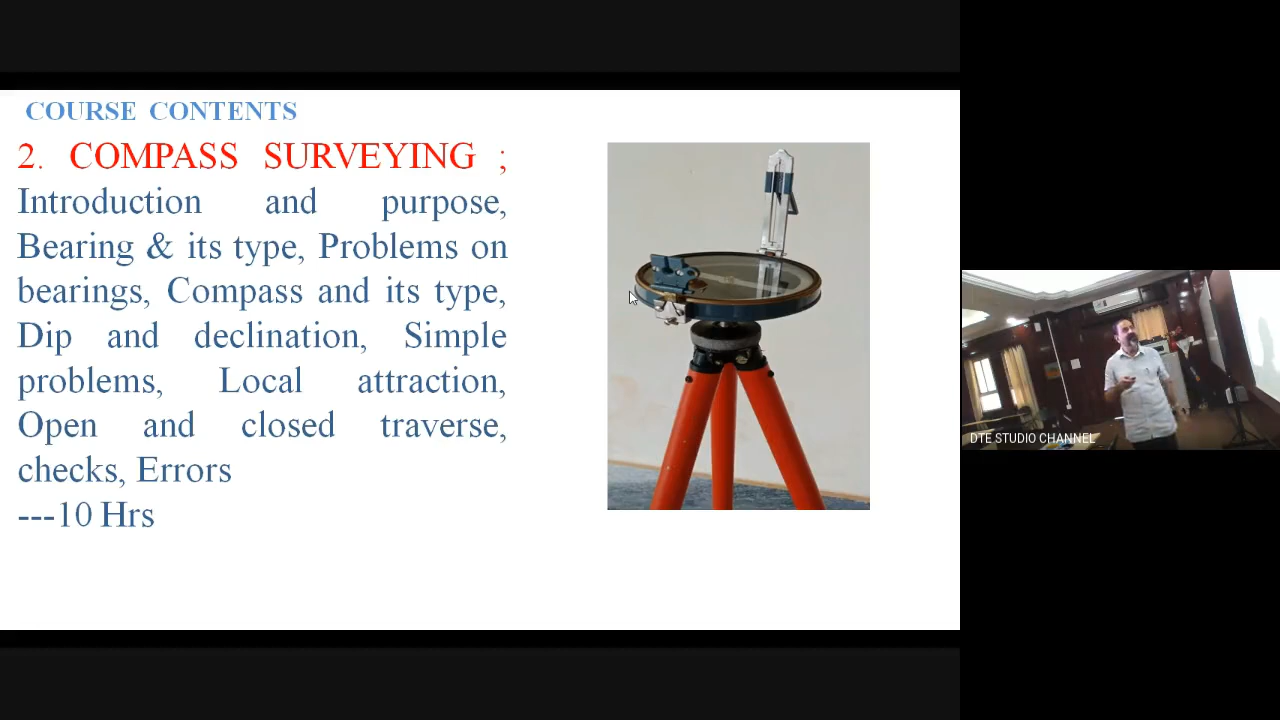 COURSE CONTENTS
2. COMPASS SURVEYING ;
Introduction and purpose,
Bearing & its type, Problems on
bearings, Compass and its type,
Dip and declination, Simple
problems, Local attraction,
Open and closed traverse,
checks, Errors
---10 Hrs
DTE STUDIO CHANNEL_